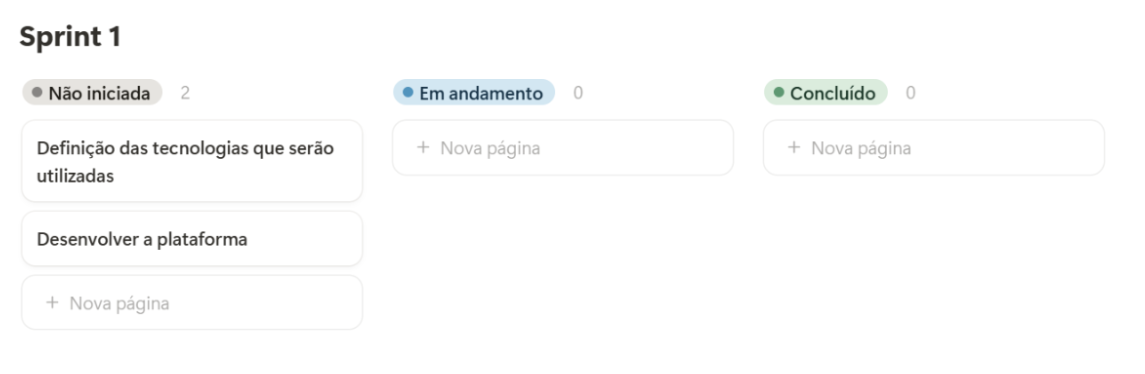 Sprint 1
Não iniciada 2
Em andamento 0
Concluído 0
Definição das tecnologias que serão
utilizadas
Desenvolver a plataforma
+ Nova página
+ Nova página
+ Nova página